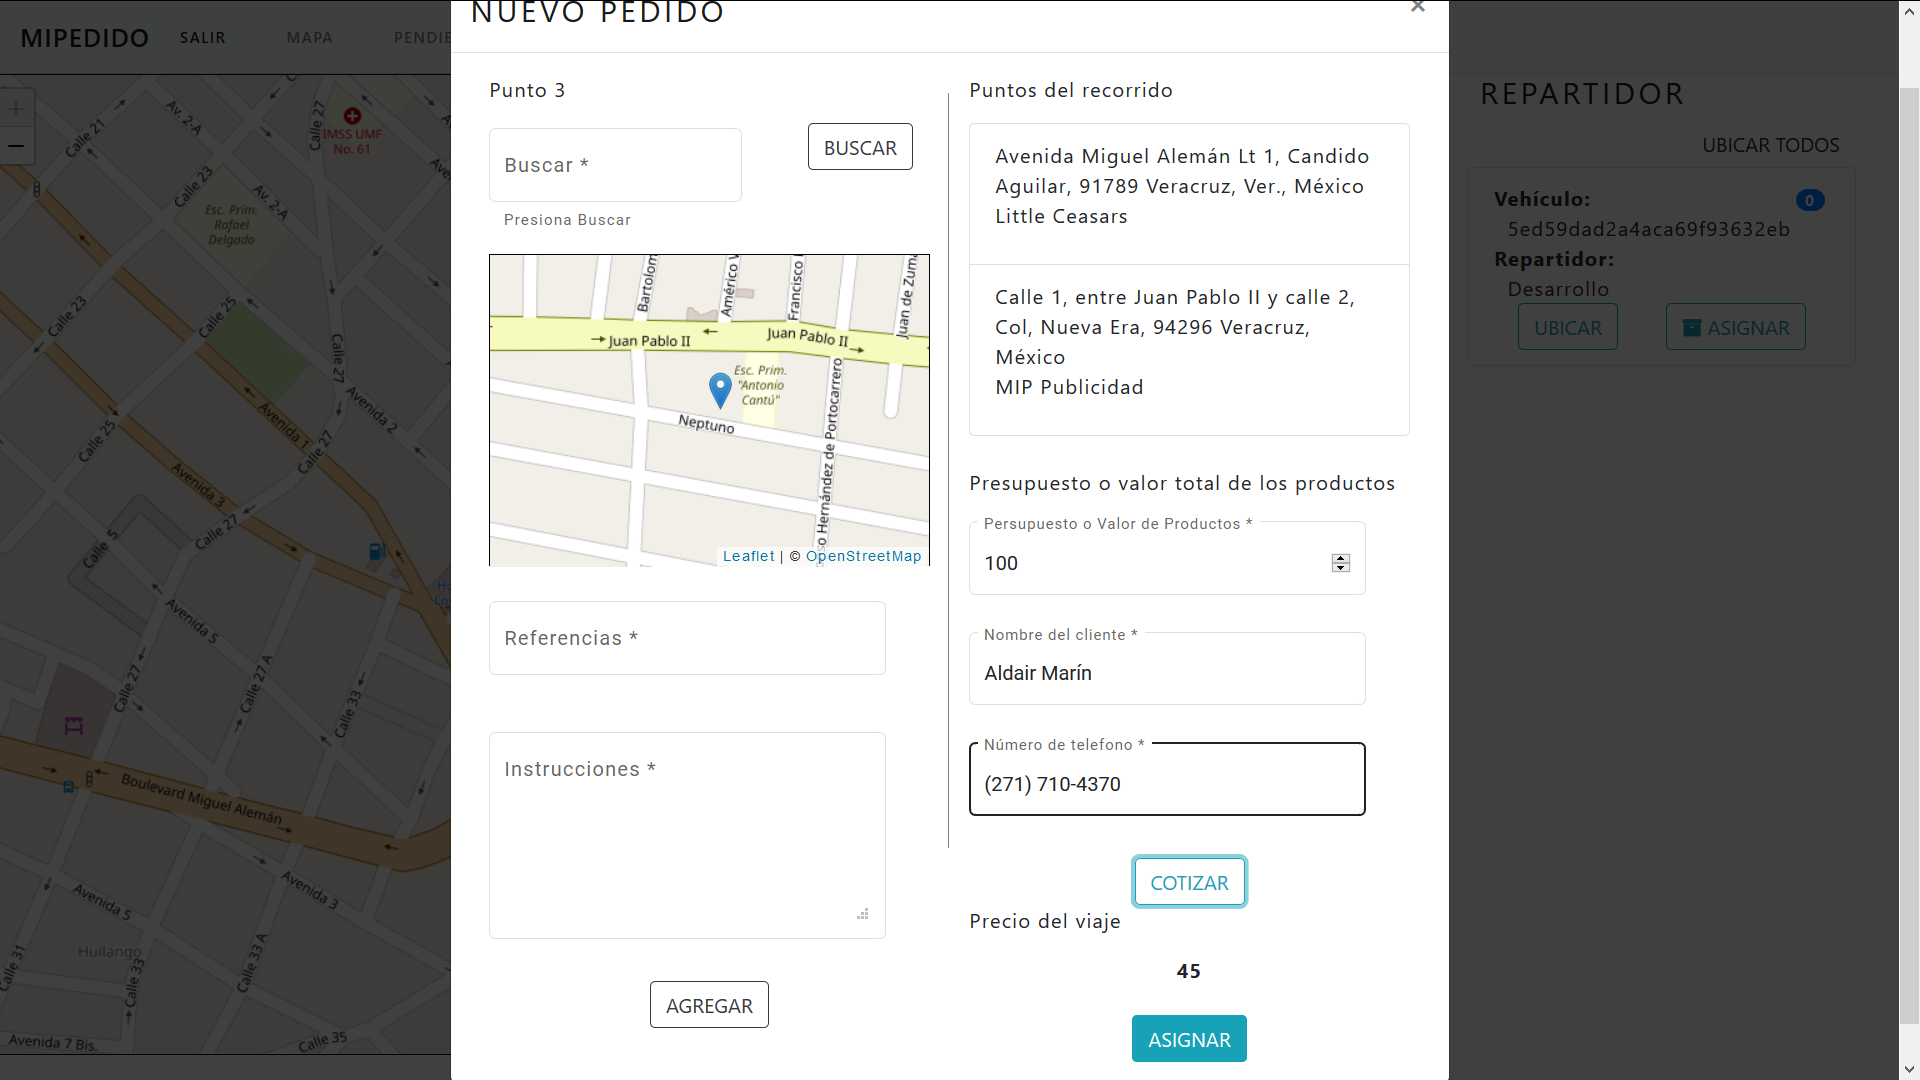 MIPEDIDO
SALIR
MAPA
PENDIE
NUEVO PEDIDO
×
Punto 3
Buscar *
BUSCAR
Presiona Buscar
Bartolom
Américo V
Francisco
Juan de Zuma
Juan Pablo II
Juan Pablo II
Esc. Prim.
"Antonio
Cantú"
Neptuno
so Hernández de Portocarrero
Leaflet | © OpenStreetMap
Referencias *
Instrucciones *
AGREGAR
Puntos del recorrido
Avenida Miguel Alemán Lt 1, Candido
Aguilar, 91789 Veracruz, Ver., México
Little Ceasars
Calle 1, entre Juan Pablo II y calle 2,
Col, Nueva Era, 94296 Veracruz,
México
MIP Publicidad
Presupuesto o valor total de los productos
Persupuesto o Valor de Productos *
100
Nombre del cliente *
Aldair Marín
Número de telefono *
(271) 710-4370
COTIZAR
Precio del viaje
45
ASIGNAR
REPARTIDOR
UBICAR TODOS
Vehículo:
0
5ed59dad2a4aca69f93632eb
Repartidor:
Desarrollo
UBICAR
ASIGNAR
+
−
Calle 21
Av. 2-A
Calle 27
IMSS UMF
No. 61
Calle 23
Av. 2-A
Esc. Prim.
Rafael
Delgado
Calle 23
Calle 25
Calle 27
Avenida 2
Avenida 1
Calle 25
Calle 27
Avenida 3
Calle 27
Calle 5
Avenida 5
Calle 27
Calle 27 A
Calle 33
Boulevard Miguel Alemán
Avenida 5
Avenida 3
Huilango
Calle 31
Calle 33
Calle 33 A
Calle 35
Avenida 7 Bis.